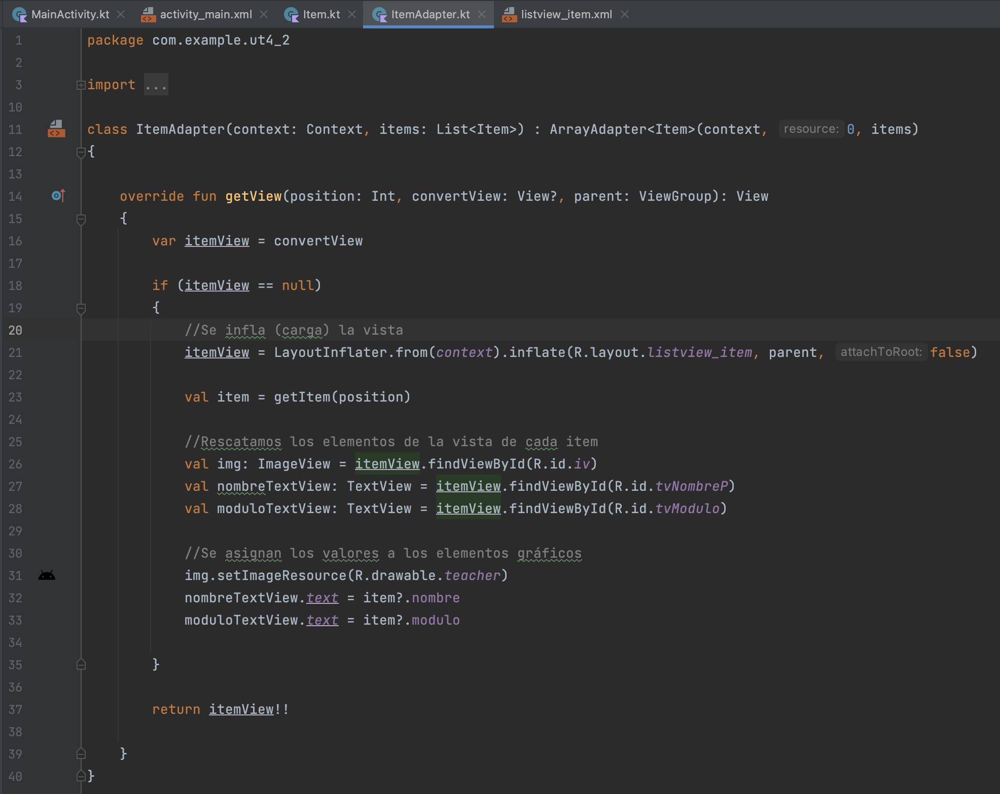 MainActivity.kt activity_main.xml Item.kt ItemAdapter.kt listview_item.xml
1 package com.example.ut4_2
2
3 import ...
10
11 class ItemAdapter(context: Context, items: List<Item>) : ArrayAdapter<Item>(context, resource: 0, items)
12 {
13
14 override fun getView(position: Int, convertView: View?, parent: ViewGroup): View
15 {
16 var itemView = convertView
17
18 if (itemView == null)
19 {
20 //Se infla (carga) la vista
21 itemView = LayoutInflater.from(context).inflate(R.layout.listview_item, parent, attachToRoot: false)
22
23 val item = getItem(position)
24
25 //Rescatamos los elementos de la vista de cada item
26 val img: ImageView = itemView.findViewById(R.id.iv)
27 val nombreTextView: TextView = itemView.findViewById(R.id.tvNombreP)
28 val moduloTextView: TextView = itemView.findViewById(R.id.tvModulo)
29
30 //Se asignan los valores a los elementos gráficos
31 img.setImageResource(R.drawable.teacher)
32 nombreTextView.text = item?.nombre
33 moduloTextView.text = item?.modulo
34
35 }
36
37 return itemView!!
38
39 }
40 }